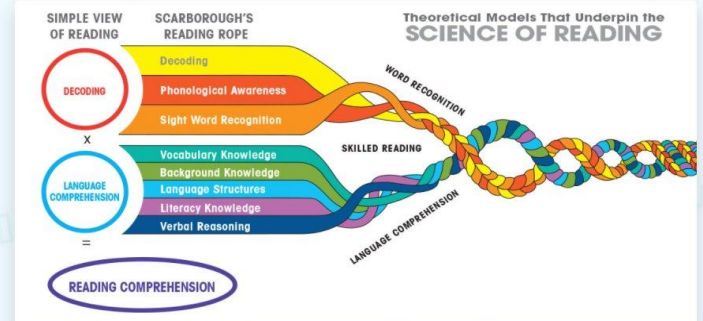 SIMPLE VIEW
OF READING
SCARBOROUGH'S
READING ROPE
Theoretical Models That Underpin the
SCIENCE OF READING
DECODING
x
LANGUAGE
COMPREHENSION
=
READING COMPREHENSION
Decoding
Phonological Awareness
Sight Word Recognition
Vocabulary Knowledge
Background Knowledge
Language Structures
Literacy Knowledge
Verbal Reasoning
WORD RECOGNITION
SKILLED READING
LANGUAGE COMPREHENSION